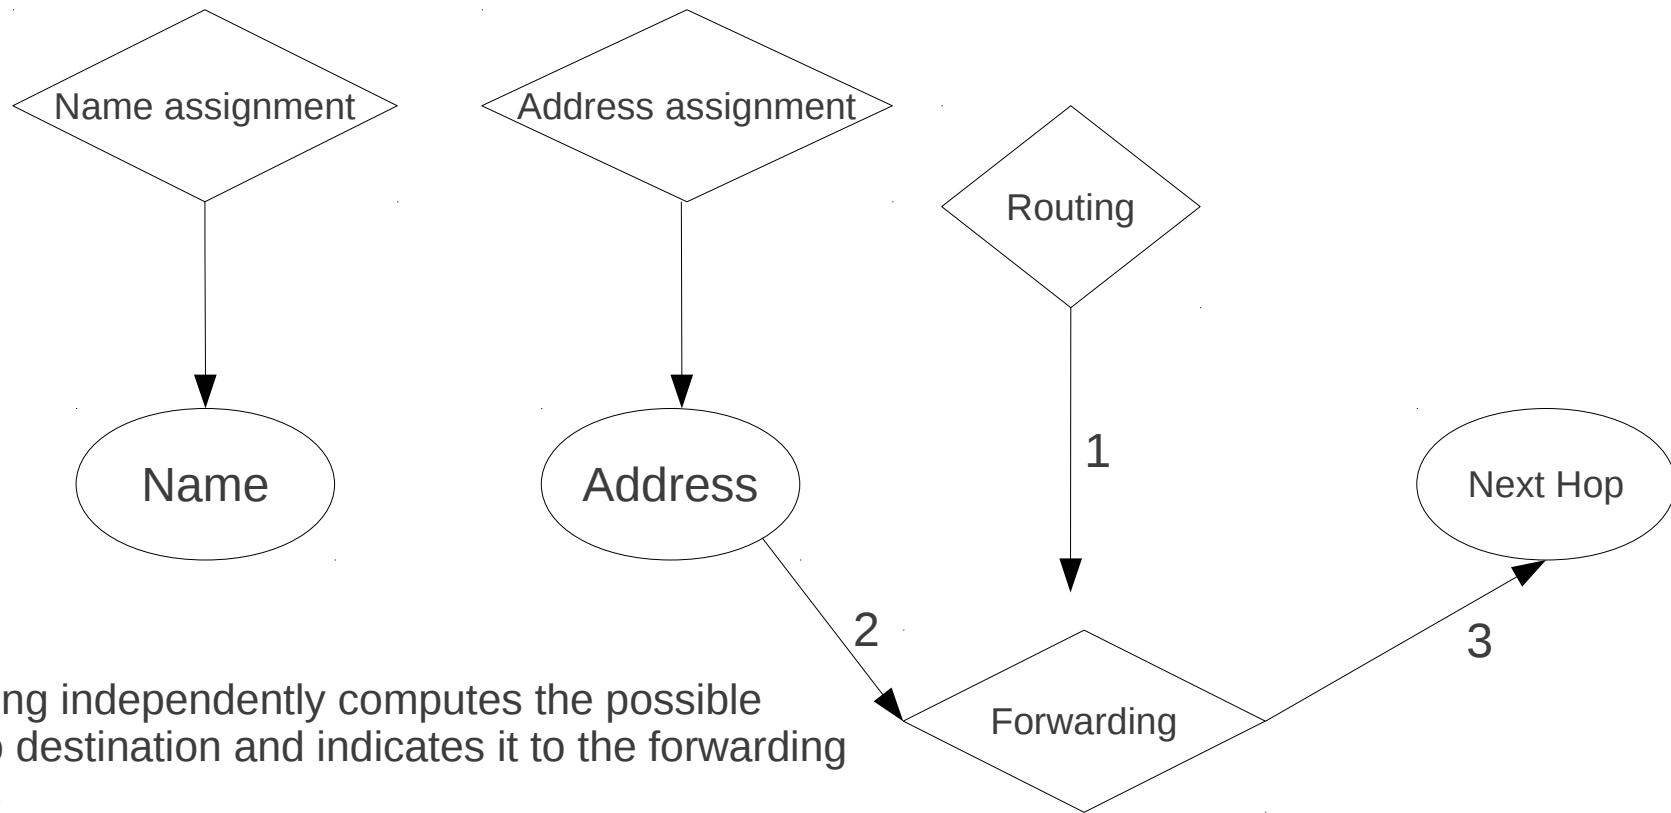 Name assignment
Address assignment
Routing
Name
Address
1
Next Hop
2
3
ng independently computes the possible
destination and indicates it to the forwarding
Forwarding